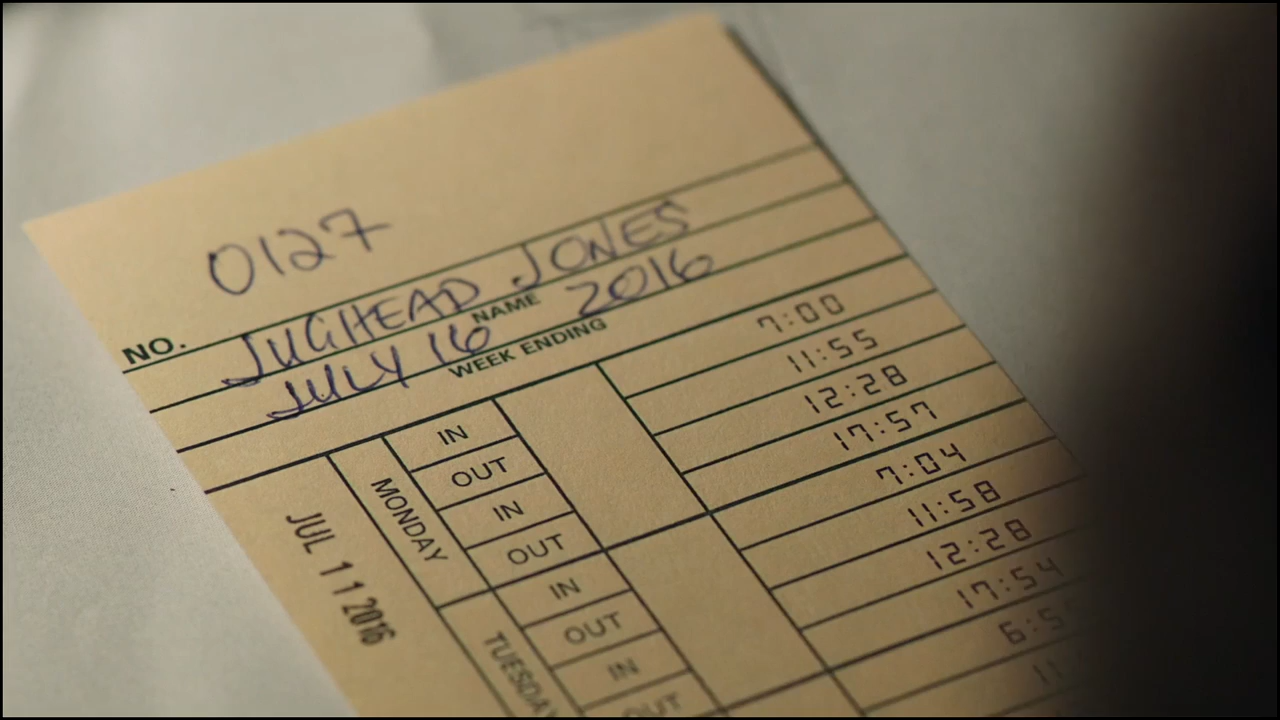 0127
NO.
JUGHEAD JONES
NAME
JULY 16 2016
WEEK ENDING
JUL 11 2016
MONDAY
IN 7:00
OUT 11:55
IN 12:28
OUT 17:57
TUESDAY
IN 7:04
OUT 11:58
IN 12:28
OUT 17:54